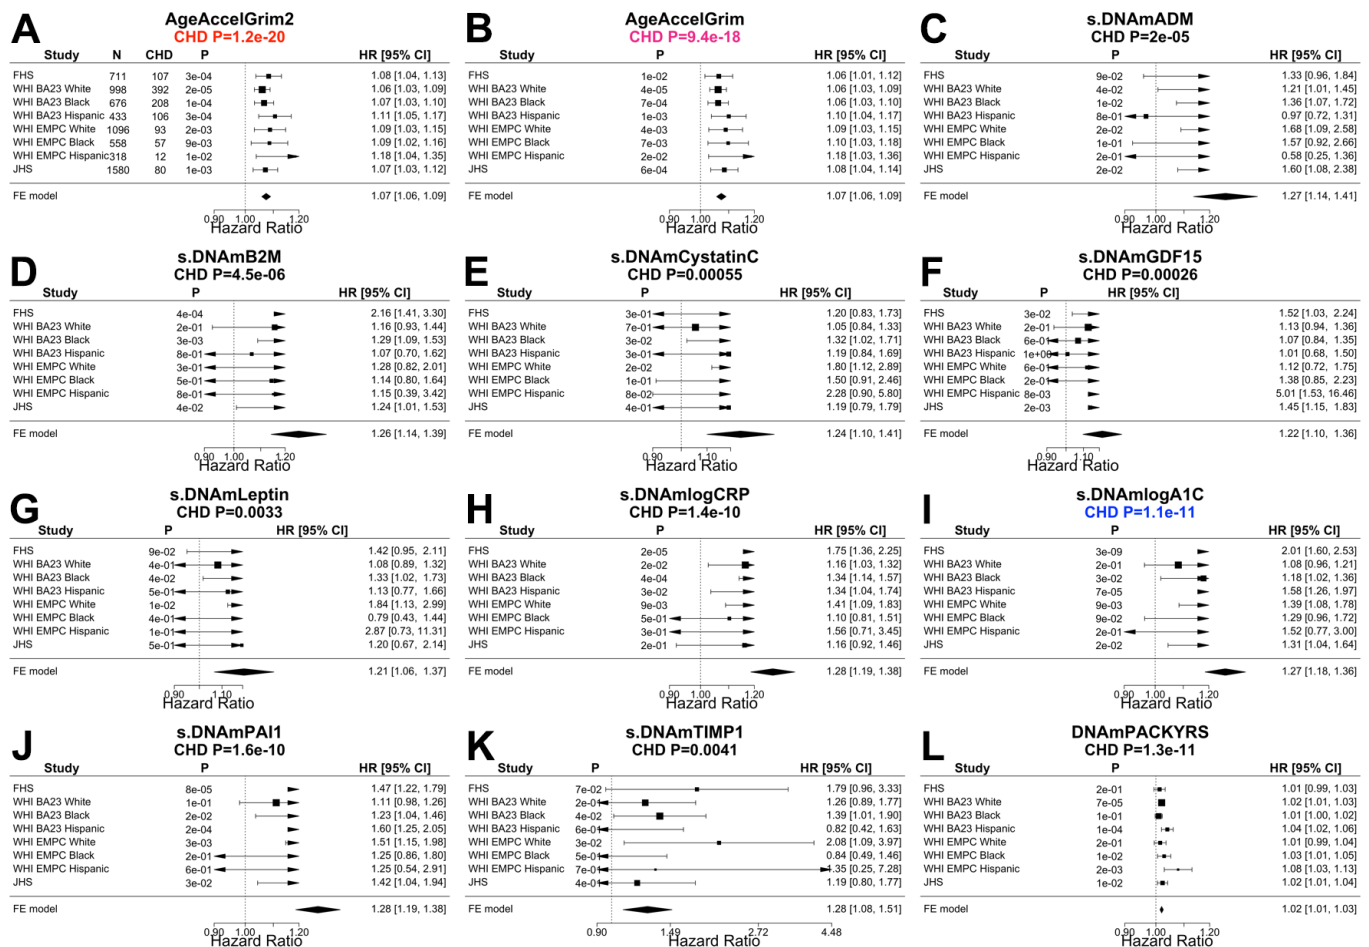 A
AgeAccelGrim2
CHD P=1.2e-20
Study N CHD P HR [95% CI]
FHS 711 107 3e-04 1.08 [1.04, 1.13]
WHI BA23 White 998 392 2e-05 1.06 [1.03, 1.09]
WHI BA23 Black 676 208 1e-04 1.07 [1.03, 1.10]
WHI BA23 Hispanic 433 106 3e-04 1.11 [1.05, 1.17]
WHI EMPC White 1096 93 2e-03 1.09 [1.03, 1.15]
WHI EMPC Black 558 57 9e-03 1.09 [1.02, 1.16]
WHI EMPC Hispanic 318 12 1e-02 1.18 [1.04, 1.35]
JHS 1580 80 1e-03 1.07 [1.03, 1.12]
FE model 1.07 [1.06, 1.09]
0.90 1.00 1.20
Hazard Ratio
B
AgeAccelGrim
CHD P=9.4e-18
Study P HR [95% CI]
FHS 1e-02 1.06 [1.01, 1.12]
WHI BA23 White 4e-05 1.06 [1.03, 1.09]
WHI BA23 Black 7e-04 1.06 [1.03, 1.10]
WHI BA23 Hispanic 1e-03 1.10 [1.04, 1.17]
WHI EMPC White 4e-03 1.09 [1.03, 1.15]
WHI EMPC Black 7e-03 1.10 [1.03, 1.18]
WHI EMPC Hispanic 2e-02 1.18 [1.03, 1.36]
JHS 6e-04 1.08 [1.04, 1.14]
FE model 1.07 [1.06, 1.09]
0.90 1.00 1.20
Hazard Ratio
C
s.DNAmADM
CHD P=2e-05
Study P HR [95% CI]
FHS 9e-02 1.33 [0.96, 1.84]
WHI BA23 White 4e-02 1.21 [1.01, 1.45]
WHI BA23 Black 1e-02 1.36 [1.07, 1.72]
WHI BA23 Hispanic 8e-01 0.97 [0.72, 1.31]
WHI EMPC White 2e-02 1.68 [1.09, 2.58]
WHI EMPC Black 1e-01 1.57 [0.92, 2.66]
WHI EMPC Hispanic 2e-01 0.58 [0.25, 1.36]
JHS 2e-02 1.60 [1.08, 2.38]
FE model 1.27 [1.14, 1.41]
0.90 1.00 1.20
Hazard Ratio
D
s.DNAmB2M
CHD P=4.5e-06
Study P HR [95% CI]
FHS 4e-04 2.16 [1.41, 3.30]
WHI BA23 White 2e-01 1.16 [0.93, 1.44]
WHI BA23 Black 3e-03 1.29 [1.09, 1.53]
WHI BA23 Hispanic 8e-01 1.07 [0.70, 1.62]
WHI EMPC White 3e-01 1.28 [0.82, 2.01]
WHI EMPC Black 5e-01 1.14 [0.80, 1.64]
WHI EMPC Hispanic 8e-01 1.15 [0.39, 3.42]
JHS 4e-02 1.24 [1.01, 1.53]
FE model 1.26 [1.14, 1.39]
0.90 1.00 1.20
Hazard Ratio
E
s.DNAmCystatinC
CHD P=0.00055
Study P HR [95% CI]
FHS 3e-01 1.20 [0.83, 1.73]
WHI BA23 White 7e-01 1.05 [0.84, 1.33]
WHI BA23 Black 3e-02 1.32 [1.02, 1.71]
WHI BA23 Hispanic 3e-01 1.19 [0.84, 1.69]
WHI EMPC White 2e-02 1.80 [1.12, 2.89]
WHI EMPC Black 1e-01 1.50 [0.91, 2.46]
WHI EMPC Hispanic 8e-02 2.28 [0.90, 5.80]
JHS 4e-01 1.19 [0.79, 1.79]
FE model 1.24 [1.10, 1.41]
0.90 1.10
Hazard Ratio
F
s.DNAmGDF15
CHD P=0.00026
Study P HR [95% CI]
FHS 3e-02 1.52 [1.03, 2.24]
WHI BA23 White 2e-01 1.13 [0.94, 1.36]
WHI BA23 Black 6e-01 1.07 [0.84, 1.35]
WHI BA23 Hispanic 1e+00 1.01 [0.68, 1.50]
WHI EMPC White 6e-01 1.12 [0.72, 1.75]
WHI EMPC Black 2e-01 1.38 [0.85, 2.23]
WHI EMPC Hispanic 8e-03 5.01 [1.53, 16.46]
JHS 2e-03 1.45 [1.15, 1.83]
FE model 1.22 [1.10, 1.36]
0.90 1.10
Hazard Ratio
G
s.DNAmLeptin
CHD P=0.0033
Study P HR [95% CI]
FHS 9e-02 1.42 [0.95, 2.11]
WHI BA23 White 4e-01 1.08 [0.89, 1.32]
WHI BA23 Black 4e-02 1.33 [1.02, 1.73]
WHI BA23 Hispanic 5e-01 1.13 [0.77, 1.66]
WHI EMPC White 1e-02 1.84 [1.13, 2.99]
WHI EMPC Black 4e-01 0.79 [0.43, 1.44]
WHI EMPC Hispanic 1e-01 2.87 [0.73, 11.31]
JHS 5e-01 1.20 [0.67, 2.14]
FE model 1.21 [1.06, 1.37]
0.90 1.10
Hazard Ratio
H
s.DNAmlogCRP
CHD P=1.4e-10
Study P HR [95% CI]
FHS 2e-05 1.75 [1.36, 2.25]
WHI BA23 White 2e-02 1.16 [1.03, 1.32]
WHI BA23 Black 4e-04 1.34 [1.14, 1.57]
WHI BA23 Hispanic 3e-02 1.34 [1.04, 1.74]
WHI EMPC White 9e-03 1.41 [1.09, 1.83]
WHI EMPC Black 5e-01 1.10 [0.81, 1.51]
WHI EMPC Hispanic 3e-01 1.56 [0.71, 3.45]
JHS 2e-01 1.16 [0.92, 1.46]
FE model 1.28 [1.19, 1.38]
0.90 1.00 1.20
Hazard Ratio
I
s.DNAmlogA1C
CHD P=1.1e-11
Study P HR [95% CI]
FHS 3e-09 2.01 [1.60, 2.53]
WHI BA23 White 2e-01 1.08 [0.96, 1.21]
WHI BA23 Black 3e-02 1.18 [1.02, 1.36]
WHI BA23 Hispanic 7e-05 1.58 [1.26, 1.97]
WHI EMPC White 9e-03 1.39 [1.08, 1.78]
WHI EMPC Black 9e-02 1.29 [0.96, 1.72]
WHI EMPC Hispanic 2e-01 1.52 [0.77, 3.00]
JHS 2e-02 1.31 [1.04, 1.64]
FE model 1.27 [1.18, 1.36]
0.90 1.00 1.20
Hazard Ratio
J
s.DNAmPAI1
CHD P=1.6e-10
Study P HR [95% CI]
FHS 8e-05 1.47 [1.22, 1.79]
WHI BA23 White 1e-01 1.11 [0.98, 1.26]
WHI BA23 Black 2e-02 1.23 [1.04, 1.46]
WHI BA23 Hispanic 2e-04 1.60 [1.25, 2.05]
WHI EMPC White 3e-03 1.51 [1.15, 1.98]
WHI EMPC Black 2e-01 1.25 [0.86, 1.80]
WHI EMPC Hispanic 6e-01 1.25 [0.54, 2.91]
JHS 3e-02 1.42 [1.04, 1.94]
FE model 1.28 [1.19, 1.38]
0.90 1.00 1.20
Hazard Ratio
K
s.DNAmTIMP1
CHD P=0.0041
Study P HR [95% CI]
FHS 7e-02 1.79 [0.96, 3.33]
WHI BA23 White 2e-01 1.26 [0.89, 1.77]
WHI BA23 Black 4e-02 1.39 [1.01, 1.90]
WHI BA23 Hispanic 6e-01 0.82 [0.42, 1.63]
WHI EMPC White 3e-02 2.08 [1.09, 3.97]
WHI EMPC Black 5e-01 0.84 [0.49, 1.46]
WHI EMPC Hispanic 7e-01 1.35 [0.25, 7.28]
JHS 4e-01 1.19 [0.80, 1.77]
FE model 1.28 [1.08, 1.51]
0.90 1.49 2.72 4.48
Hazard Ratio
L
DNAmPACKYRS
CHD P=1.3e-11
Study P HR [95% CI]
FHS 2e-01 1.01 [0.99, 1.03]
WHI BA23 White 7e-05 1.02 [1.01, 1.03]
WHI BA23 Black 1e-01 1.01 [1.00, 1.02]
WHI BA23 Hispanic 1e-04 1.04 [1.02, 1.06]
WHI EMPC White 2e-01 1.01 [0.99, 1.04]
WHI EMPC Black 1e-02 1.03 [1.01, 1.05]
WHI EMPC Hispanic 2e-03 1.08 [1.03, 1.13]
JHS 1e-02 1.02 [1.01, 1.04]
FE model 1.02 [1.01, 1.03]
0.90 1.00 1.20
Hazard Ratio